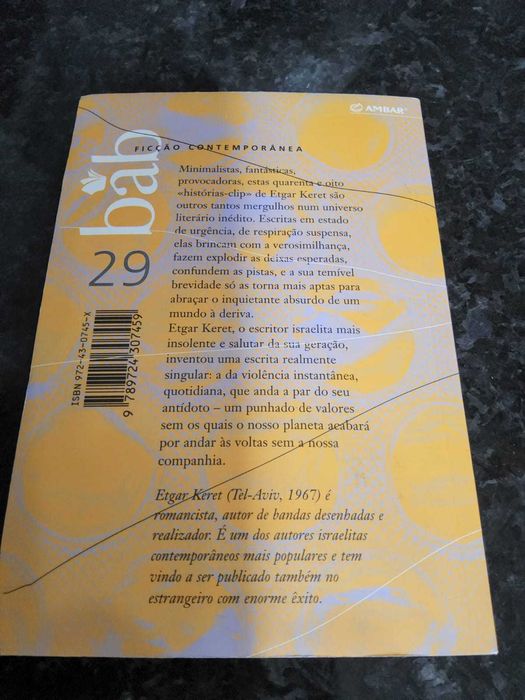 AMBAR®
FICÇÃO CONTEMPORÂNEA
bab
29
ISBN 972-43-0745-X
9 789724 307459
Minimalistas, fantásticas,
provocadoras, estas quarenta e oito
«histórias-clip» de Etgar Keret são
outros tantos mergulhos num universo
literário inédito. Escritas em estado
de urgência, de respiração suspensa,
elas brincam com a verosimilhança,
fazem explodir as deixas esperadas,
confundem as pistas, e a sua temível
brevidade só as torna mais aptas para
abraçar o inquietante absurdo de um
mundo à deriva.
Etgar Keret, o escritor israelita mais
insolente e salutar da sua geração,
inventou uma escrita realmente
singular: a da violência instantânea,
quotidiana, que anda a par do seu
antídoto – um punhado de valores
sem os quais o nosso planeta acabará
por andar às voltas sem a nossa
companhia.
Etgar Keret (Tel-Aviv, 1967) é
romancista, autor de bandas desenhadas e
realizador. É um dos autores israelitas
contemporâneos mais populares e tem
vindo a ser publicado também no
estrangeiro com enorme êxito.